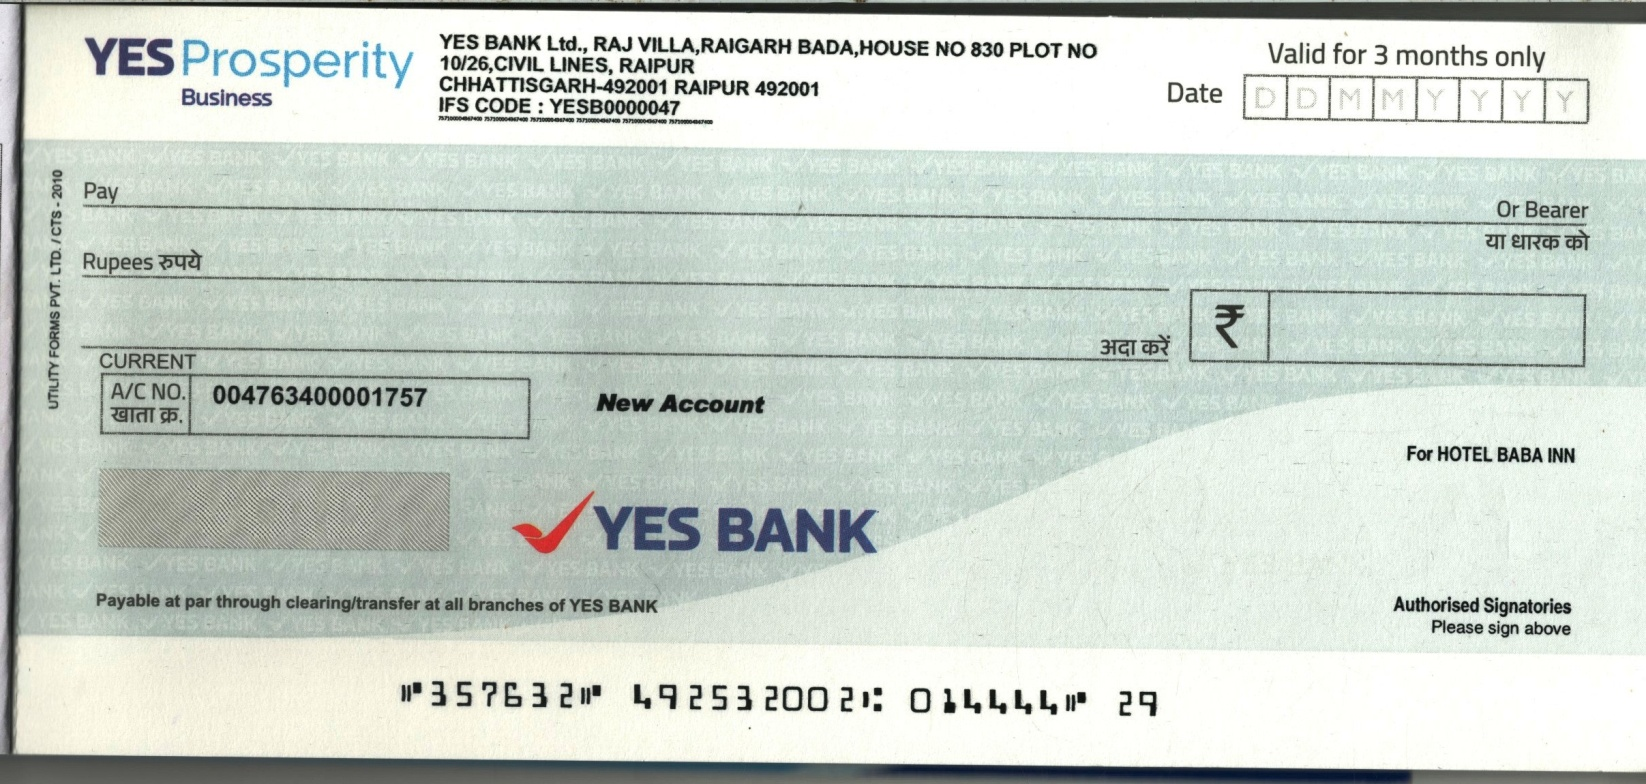 YES Prosperity
Business
YES BANK Ltd., RAJ VILLA,RAIGARH BADA,HOUSE NO 830 PLOT NO
10/26,CIVIL LINES, RAIPUR
CHHATTISGARH-492001 RAIPUR 492001
IFS CODE : YESB0000047
Valid for 3 months only
Date D D M M Y Y Y Y
UTILITY FORMS PVT. LTD. / CTS - 2010
Pay
Or Bearer
या धारक को
Rupees रुपये
अदा करें
₹
CURRENT
A/C NO. 004763400001757
खाता क्र.
New Account
For HOTEL BABA INN
YES BANK
Payable at par through clearing/transfer at all branches of YES BANK
Authorised Signatories
Please sign above
⑈357632⑈ 492532002⑆ 014444⑈ 29